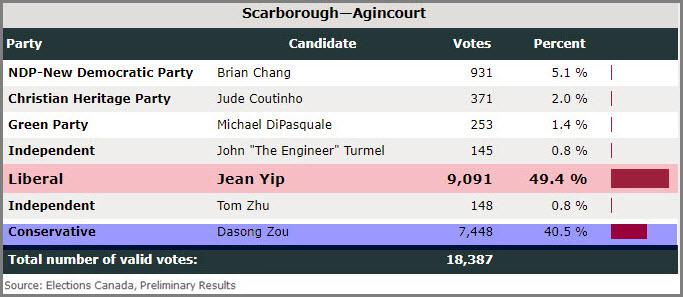 Scarborough—Agincourt
Party Candidate Votes Percent
NDP-New Democratic Party Brian Chang 931 5.1 %
Christian Heritage Party Jude Coutinho 371 2.0 %
Green Party Michael DiPasquale 253 1.4 %
Independent John "The Engineer" Turmel 145 0.8 %
Liberal Jean Yip 9,091 49.4 %
Independent Tom Zhu 148 0.8 %
Conservative Dasong Zou 7,448 40.5 %
Total number of valid votes: 18,387
Source: Elections Canada, Preliminary Results